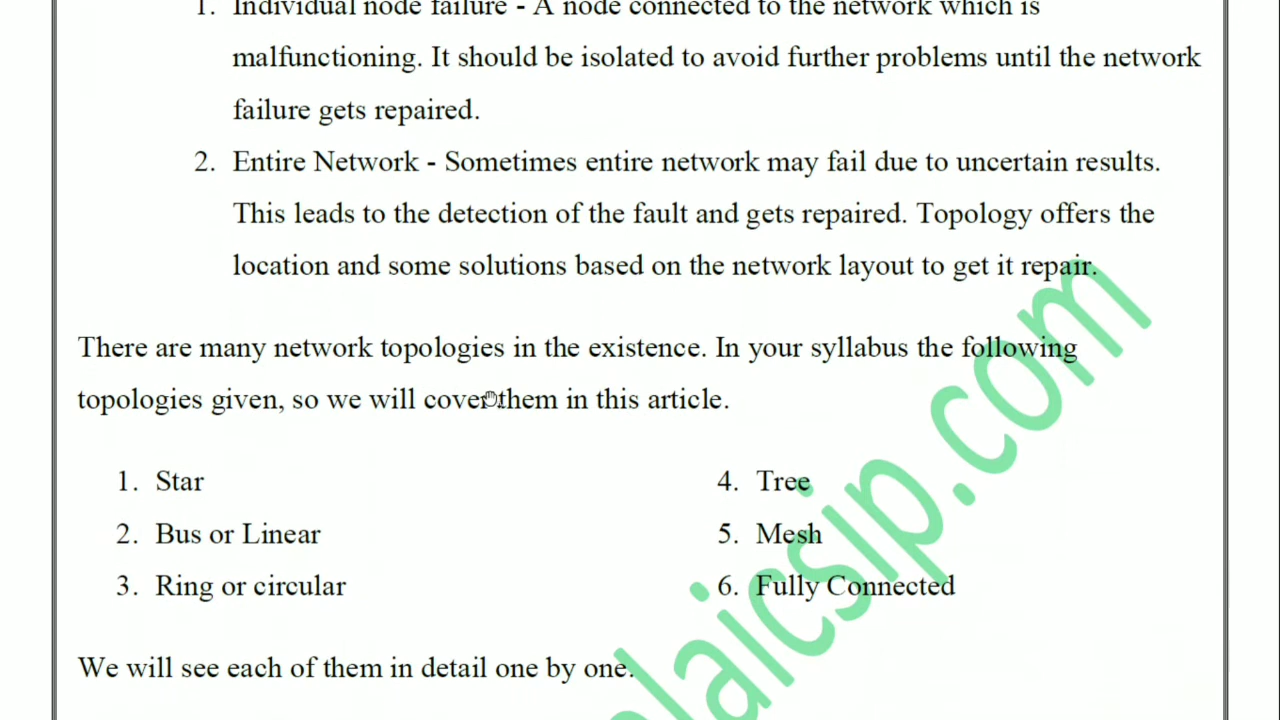 1. Individual node failure - A node connected to the network which is
malfunctioning. It should be isolated to avoid further problems until the network
failure gets repaired.
2. Entire Network - Sometimes entire network may fail due to uncertain results.
This leads to the detection of the fault and gets repaired. Topology offers the
location and some solutions based on the network layout to get it repair.
There are many network topologies in the existence. In your syllabus the following
topologies given, so we will cover them in this article.
1. Star
2. Bus or Linear
3. Ring or circular
4. Tree
5. Mesh
6. Fully Connected
We will see each of them in detail one by one.
laicsip.com